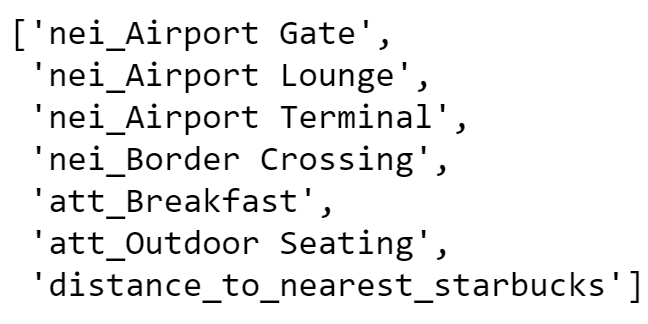 ['nei_Airport Gate',
 'nei_Airport Lounge',
 'nei_Airport Terminal',
 'nei_Border Crossing',
 'att_Breakfast',
 'att_Outdoor Seating',
 'distance_to_nearest_starbucks']